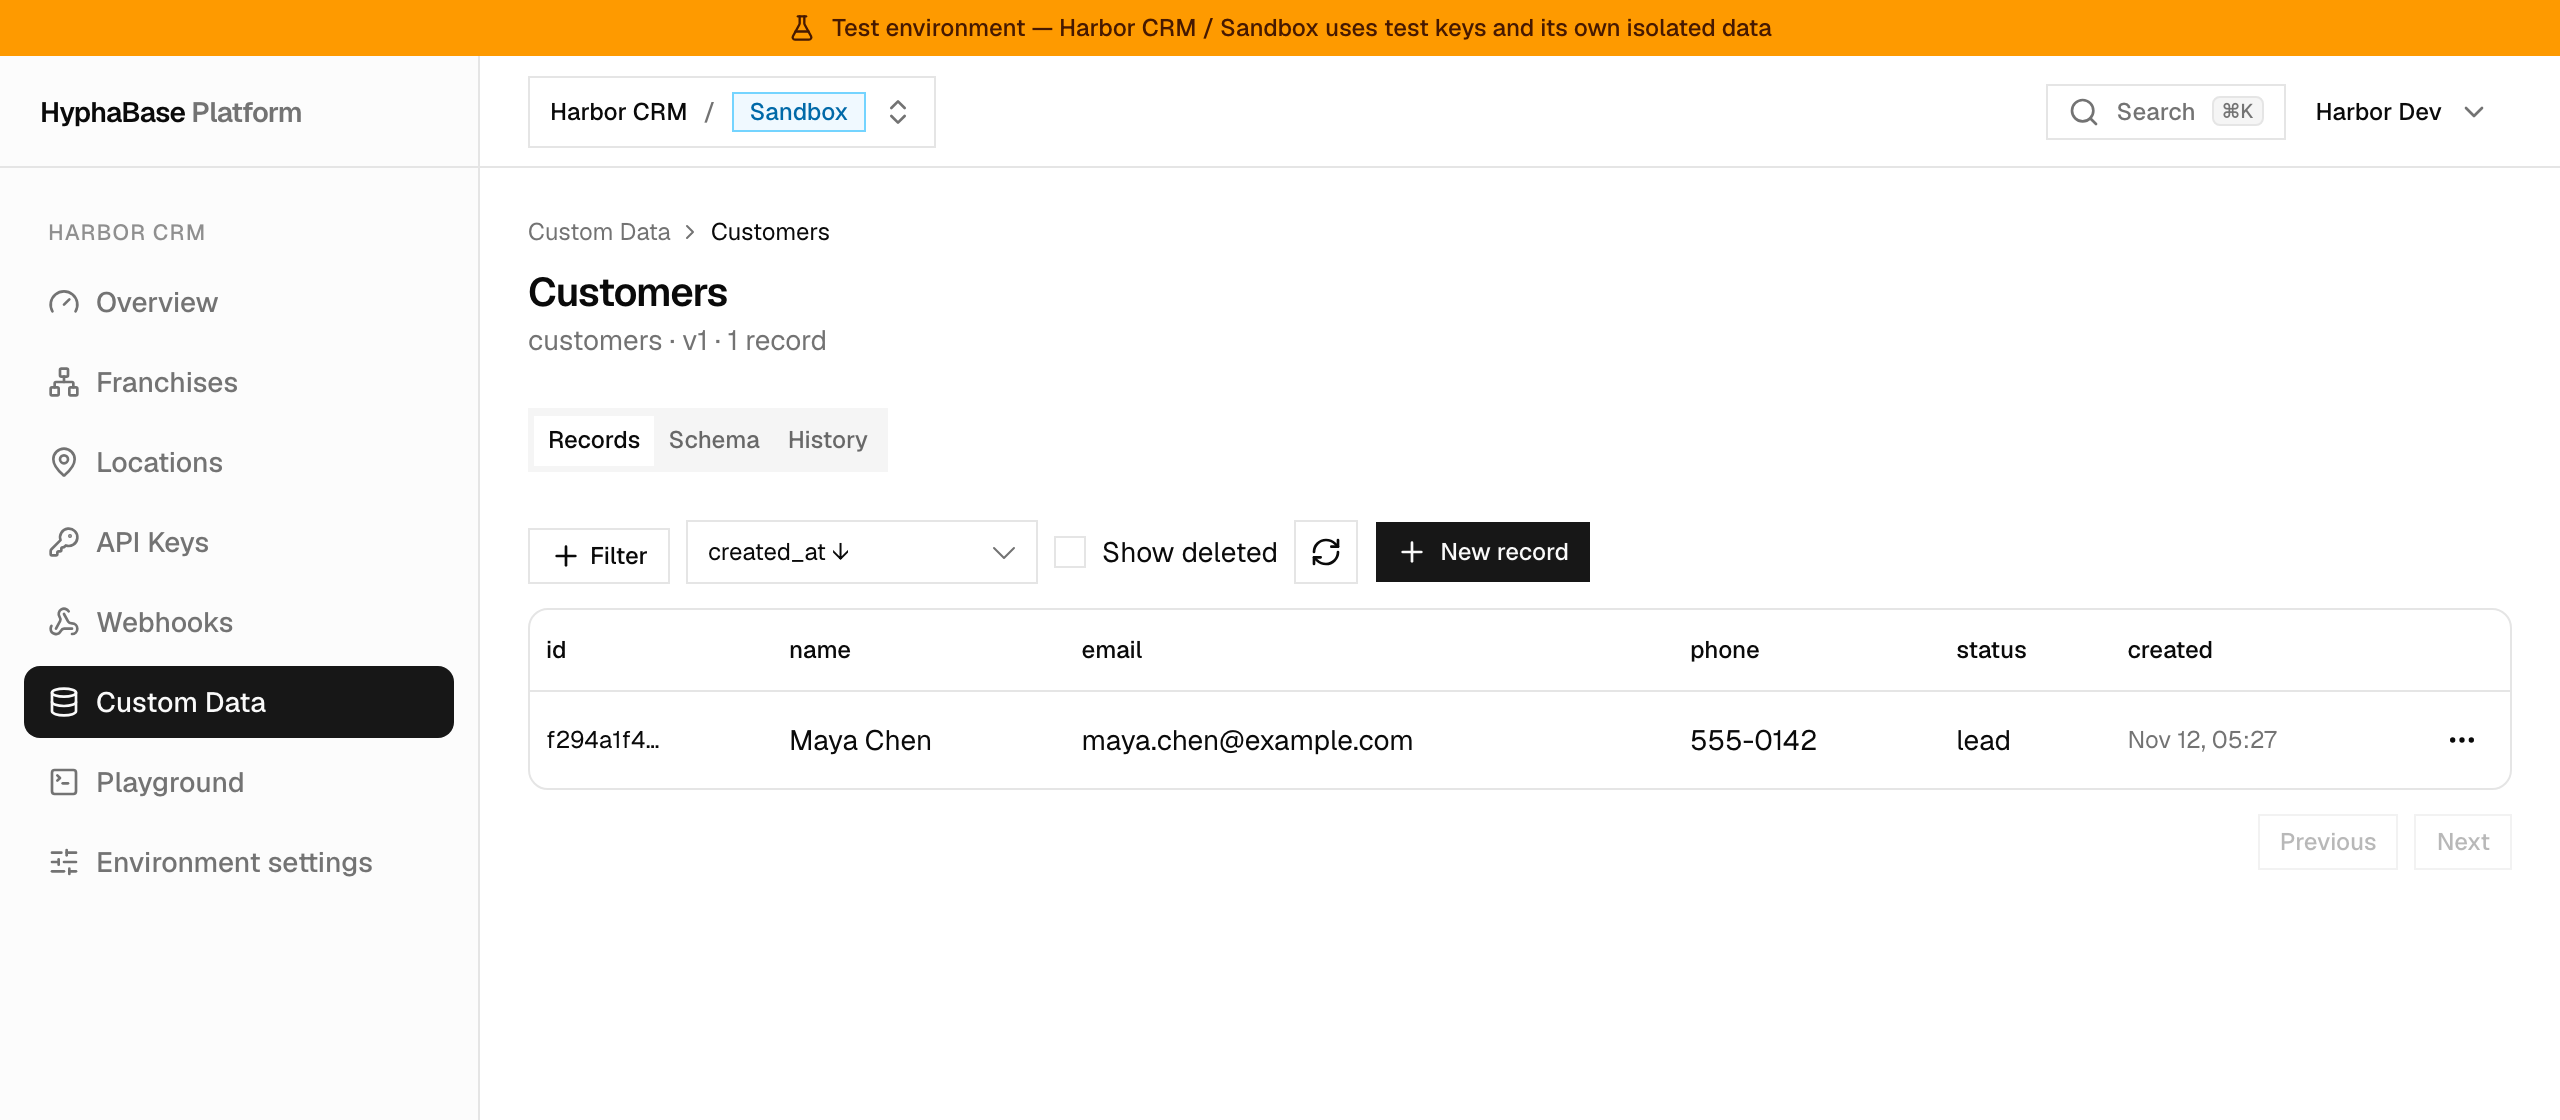 Test environment — Harbor CRM / Sandbox uses test keys and its own isolated data
HyphaBase Platform
Harbor CRM / Sandbox
Search ⌘K
Harbor Dev
HARBOR CRM
Overview
Franchises
Locations
API Keys
Webhooks
Custom Data
Playground
Environment settings
Custom Data > Customers
Customers
customers · v1 · 1 record
Records Schema History
+ Filter created_at ↓ Show deleted + New record
id name email phone status created
f294a1f4... Maya Chen maya.chen@example.com 555-0142 lead Nov 12, 05:27
Previous Next